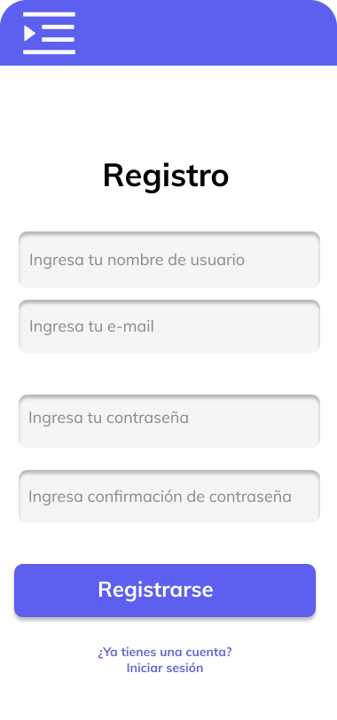 Registro
Ingresa tu nombre de usuario
Ingresa tu e-mail
Ingresa tu contraseña
Ingresa confirmación de contraseña
Registrarse
¿Ya tienes una cuenta?
Iniciar sesión